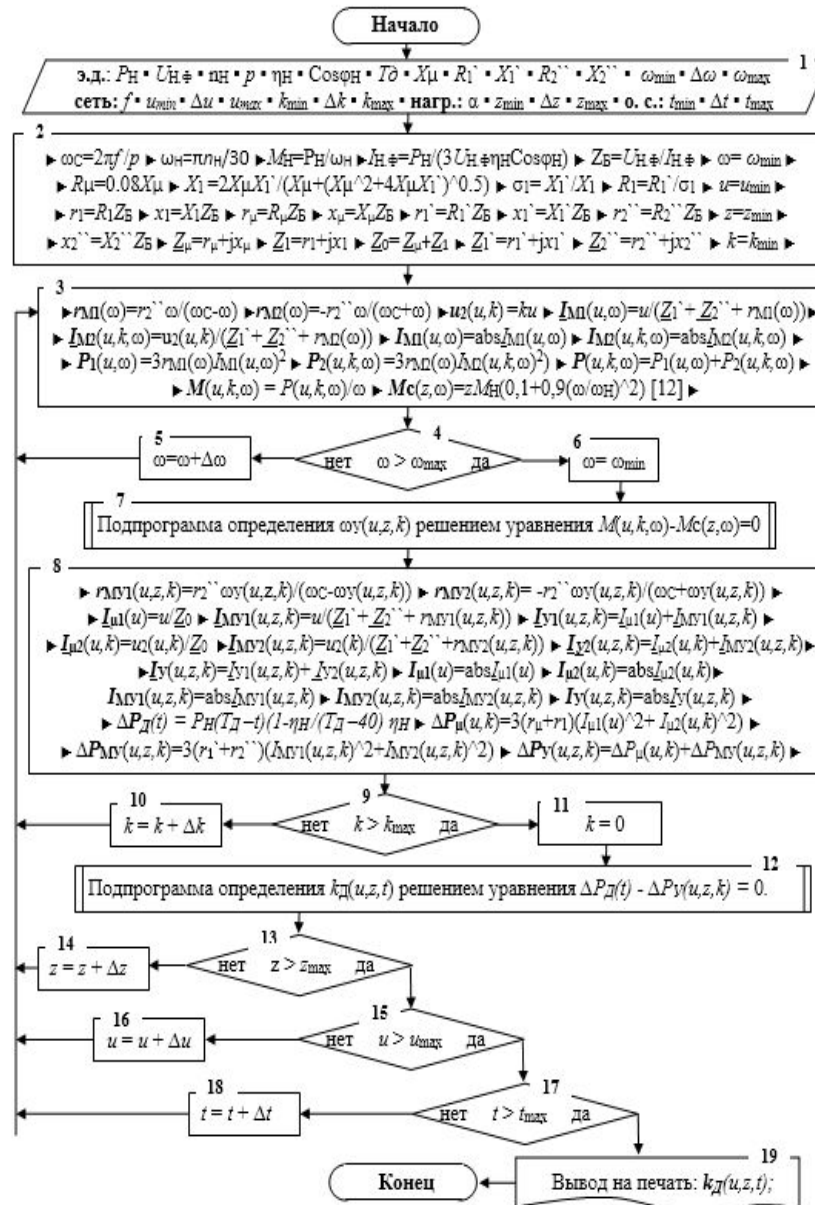 Начало
1
э.д.: Pн ▪ Uн.ф ▪ nн ▪ p ▪ ηн ▪ Cosφн ▪ Tд ▪ Xμ ▪ R1` ▪ X1` ▪ R2`` ▪ X2`` ▪ ωmin ▪ Δω ▪ ωmax
сеть: f ▪ umin ▪ Δu ▪ umax ▪ kmin ▪ Δk ▪ kmax ▪ нагр.: α ▪ zmin ▪ Δz ▪ zmax ▪ о. с.: tmin ▪ Δt ▪ tmax
2
► ωС=2πf/p ► ωн=πnн/30 ►Mн=Pн/ωн►Iн.ф=Pн/(3Uн.фηнCosφн) ► ZБ=Uн.ф/Iн.ф ► ω= ωmin ►
► Rμ=0.08Xμ ► X1=2XμX1`/(Xμ+(Xμ^2+4XμX1`)^0.5) ► σ1= X1`/X1 ► R1=R1`/σ1 ► u=umin ►
► r1=R1ZБ ► x1=X1ZБ ► rμ=RμZБ ► xμ=XμZБ ► r1`=R1`ZБ ► x1`=X1`ZБ ► r2``=R2``ZБ ► z=zmin ►
► x2``=X2``ZБ ► Zμ=rμ+jxμ ► Z1=r1+jx1 ► Z0=Zμ+Z1 ► Z1`=r1`+jx1` ► Z2``=r2``+jx2`` ► k=kmin ►
3
►rМ1(ω)=r2``ω/(ωС-ω) ►rМ2(ω)=-r2``ω/(ωС+ω) ►u2(u,k) =ku ► IМ1(u,ω)=u/(Z1`+ Z2``+ rМ1(ω))►
► IМ2(u,k,ω)=u2(u,k)/(Z1`+ Z2``+ rМ2(ω)) ► IМ1(u,ω)=absIМ1(u,ω) ► IМ2(u,k,ω)=absIМ2(u,k,ω) ►
► P1(u,ω) =3rМ1(ω)IМ1(u,ω)² ► P2(u,k,ω) =3rМ2(ω)IМ2(u,k,ω)²) ► P(u,k,ω)=P1(u,ω)+P2(u,k,ω) ►
► M(u,k,ω) = P(u,k,ω)/ω ► Mс(z,ω)=zMн(0,1+0,9(ω/ωн)^2) [12] ►
4
нет ω > ωmax да
5
ω=ω+Δω
6
ω= ωmin
7
Подпрограмма определения ωУ(u,z,k) решением уравнения M(u,k,ω)-Mс(z,ω)=0
8
► rМУ1(u,z,k)=r2``ωУ(u,z,k)/(ωС-ωУ(u,z,k)) ► rМУ2(u,z,k)= -r2``ωУ(u,z,k)/(ωС+ωУ(u,z,k)) ►
► Iμ1(u)=u/Z0 ► IМУ1(u,z,k)=u/(Z1`+ Z2``+ rМУ1(u,z,k)) ► IУ1(u,z,k)=Iμ1(u)+IМУ1(u,z,k) ►
► Iμ2(u,k)=u2(u,k)/Z0 ►IМУ2(u,z,k)=u2(k)/(Z1`+Z2``+rМУ2(u,z,k)) ► IУ2(u,z,k)=Iμ2(u,k)+IМУ2(u,z,k)►
►IУ(u,z,k)=IУ1(u,z,k)+ IУ2(u,z,k) ► Iμ1(u)=absIμ1(u) ► Iμ2(u,k)=absIμ2(u,k)►
IМУ1(u,z,k)=absIМУ1(u,z,k) ► IМУ2(u,z,k)=absIМУ2(u,z,k) ► IУ(u,z,k)=absIУ(u,z,k) ►
► ΔPД(t) = PН(TД–t)(1-ηН/(TД–40) ηН ► ΔPμ(u,k)=3(rμ+r1)(Iμ1(u)^2+ Iμ2(u,k)^2) ►
► ΔPМУ(u,z,k)=3(r1`+r2``)(IМУ1(u,z,k)^2+IМУ2(u,z,k)^2) ► ΔPУ(u,z,k)=ΔPμ(u,k)+ΔPМУ(u,z,k) ►
9
нет k > kmax да
10
k = k + Δk
11
k = 0
12
Подпрограмма определения kД(u,z,t) решением уравнения ΔPД(t) - ΔPУ(u,z,k) = 0.
13
нет z > zmax да
14
z = z + Δz
15
нет u > umax да
16
u = u + Δu
17
нет t > tmax да
18
t = t + Δt
19
Вывод на печать: kД(u,z,t);
Конец